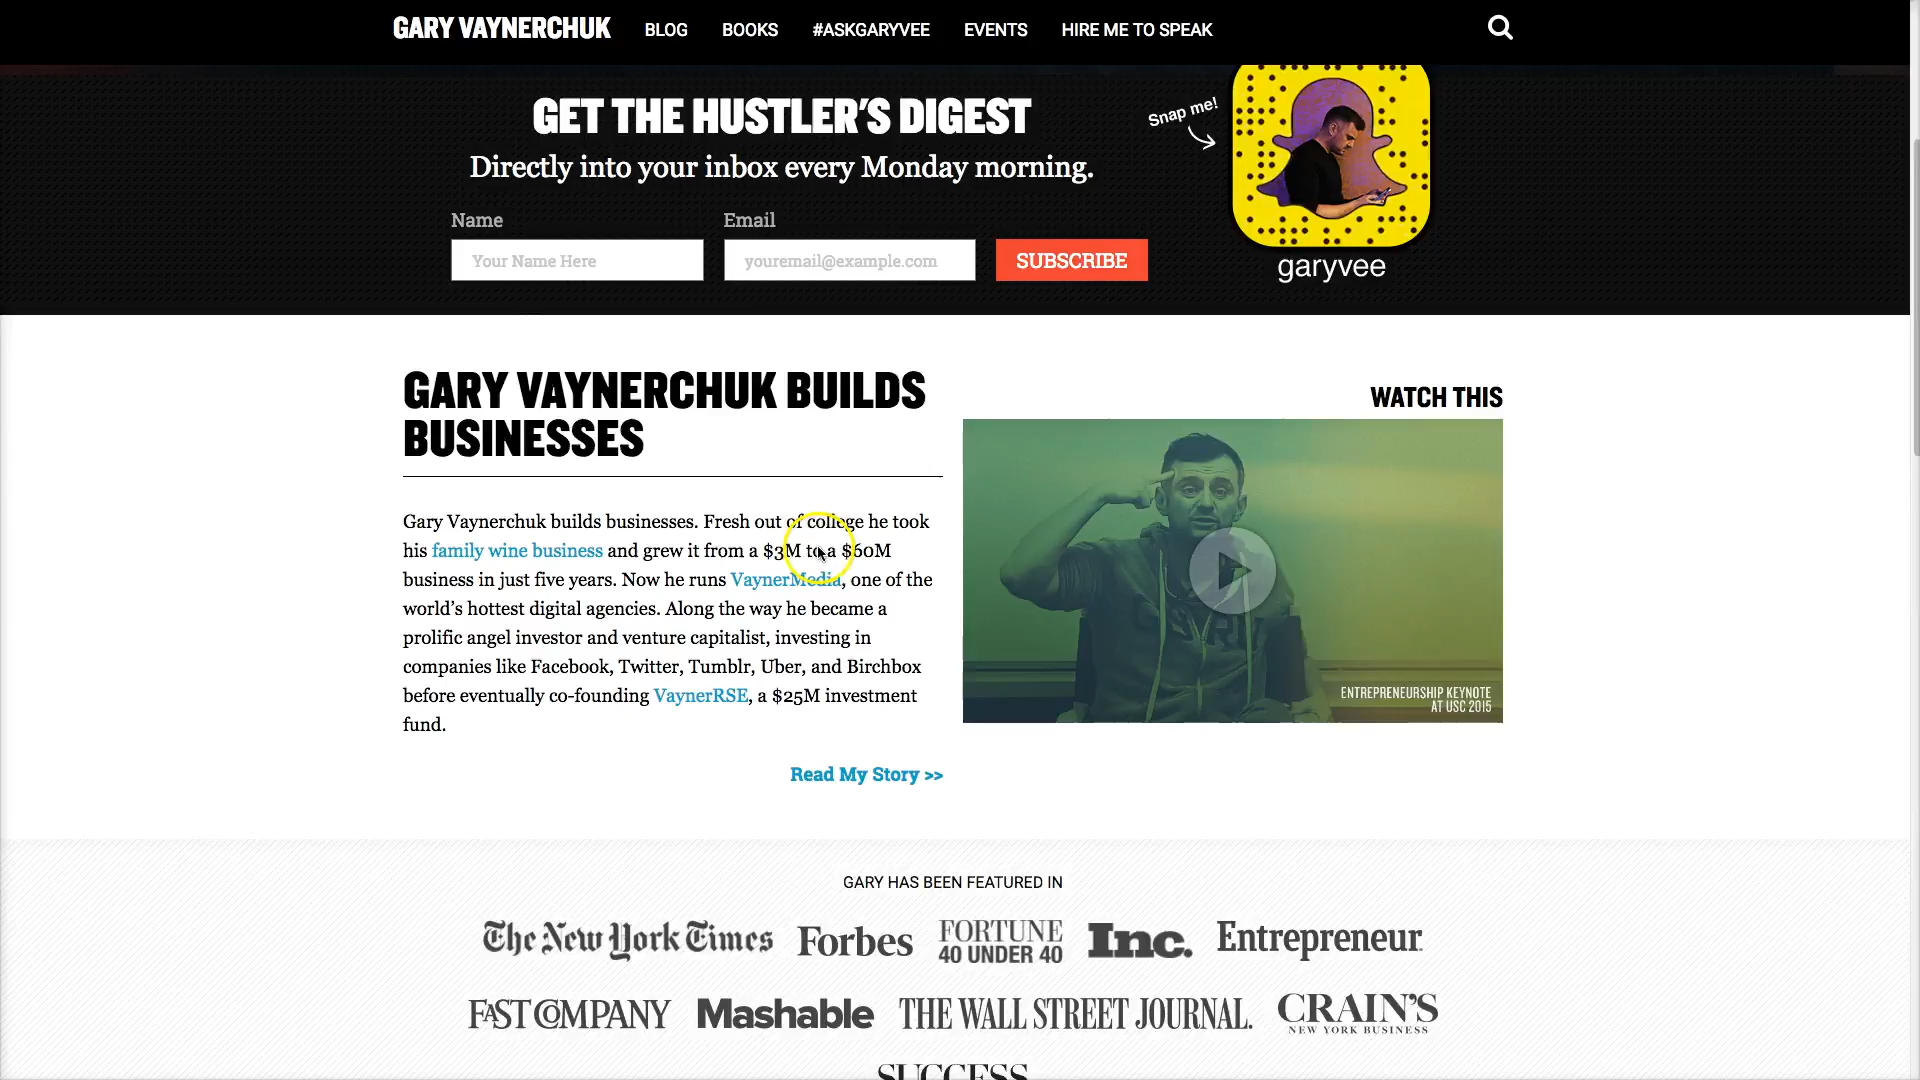 GARY VAYNERCHUK BLOG BOOKS #ASKGARYVEE EVENTS HIRE ME TO SPEAK
GET THE HUSTLER'S DIGEST
Directly into your inbox every Monday morning.
Name Email
Your Name Here youremail@example.com SUBSCRIBE
Snap me!
garyvee
GARY VAYNERCHUK BUILDS
BUSINESSES
Gary Vaynerchuk builds businesses. Fresh out of college he took
his family wine business and grew it from a $3M to a $60M
business in just five years. Now he runs VaynerMedia, one of the
world's hottest digital agencies. Along the way he became a
prolific angel investor and venture capitalist, investing in
companies like Facebook, Twitter, Tumblr, Uber, and Birchbox
before eventually co-founding VaynerRSE, a $25M investment
fund.
Read My Story >>
WATCH THIS
ENTREPRENEURSHIP KEYNOTE
AT USC 2015
GARY HAS BEEN FEATURED IN
The New York Times Forbes FORTUNE 40 UNDER 40 Inc. Entrepreneur
FAST COMPANY Mashable THE WALL STREET JOURNAL. CRAIN'S NEW YORK BUSINESS
SUCCESS